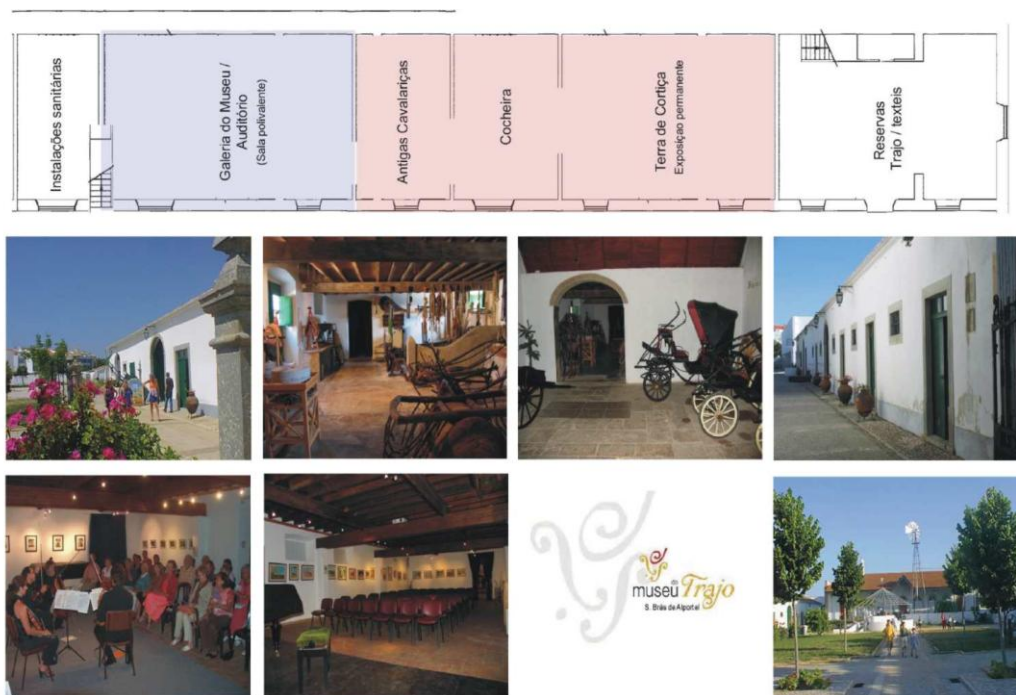 Instalações sanitárias
Galeria do Museu /
Auditório
(Sala polivalente)
Antigas Cavalariças
Cocheira
Terra de Cortiça
Exposiçao permanente
Reservas
Trajo / texteis
museu do Trajo
S. Brás de Alportel